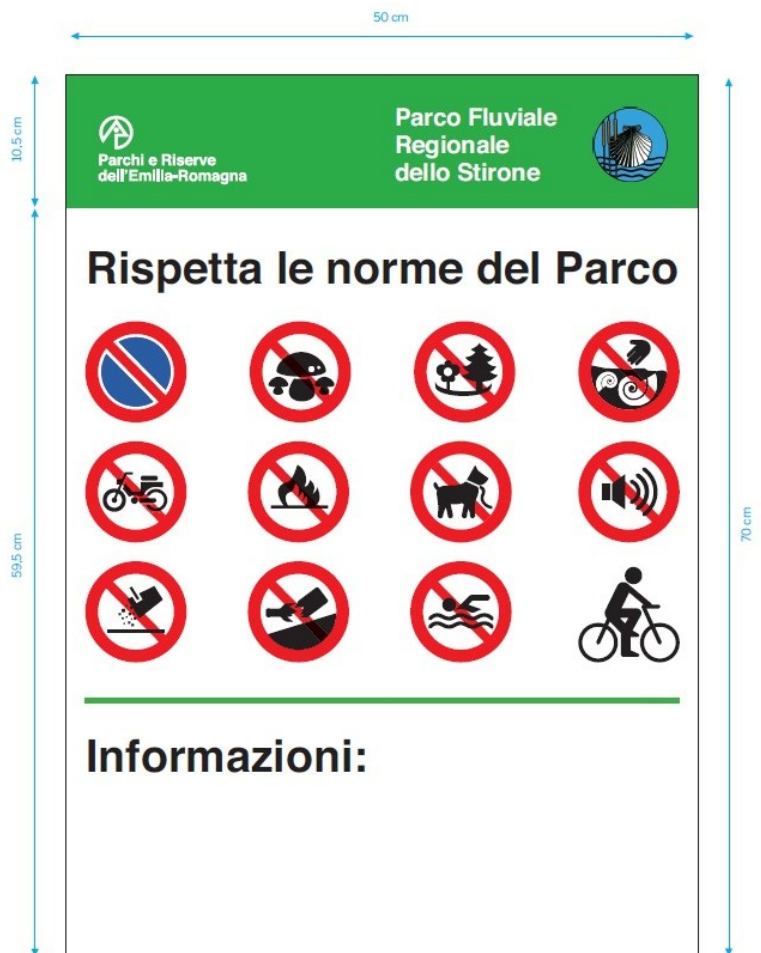 50 cm
10,5 cm
Parchi e Riserve
dell'Emilia-Romagna
Parco Fluviale
Regionale
dello Stirone
Rispetta le norme del Parco
59,5 cm
70 cm
Informazioni: